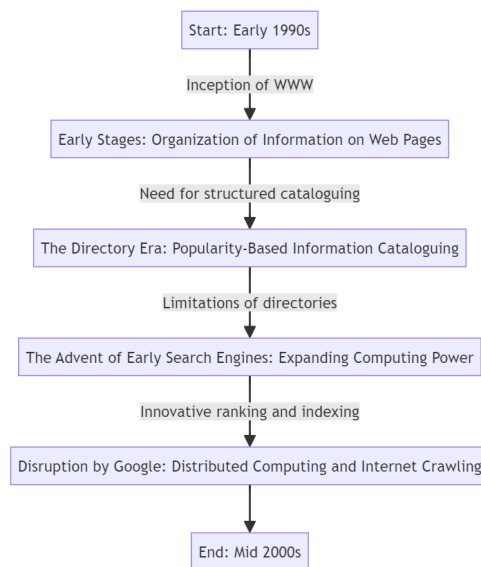 Start: Early 1990s
Inception of WWW
Early Stages: Organization of Information on Web Pages
Need for structured cataloguing
The Directory Era: Popularity-Based Information Cataloguing
Limitations of directories
The Advent of Early Search Engines: Expanding Computing Power
Innovative ranking and indexing
Disruption by Google: Distributed Computing and Internet Crawling
End: Mid 2000s